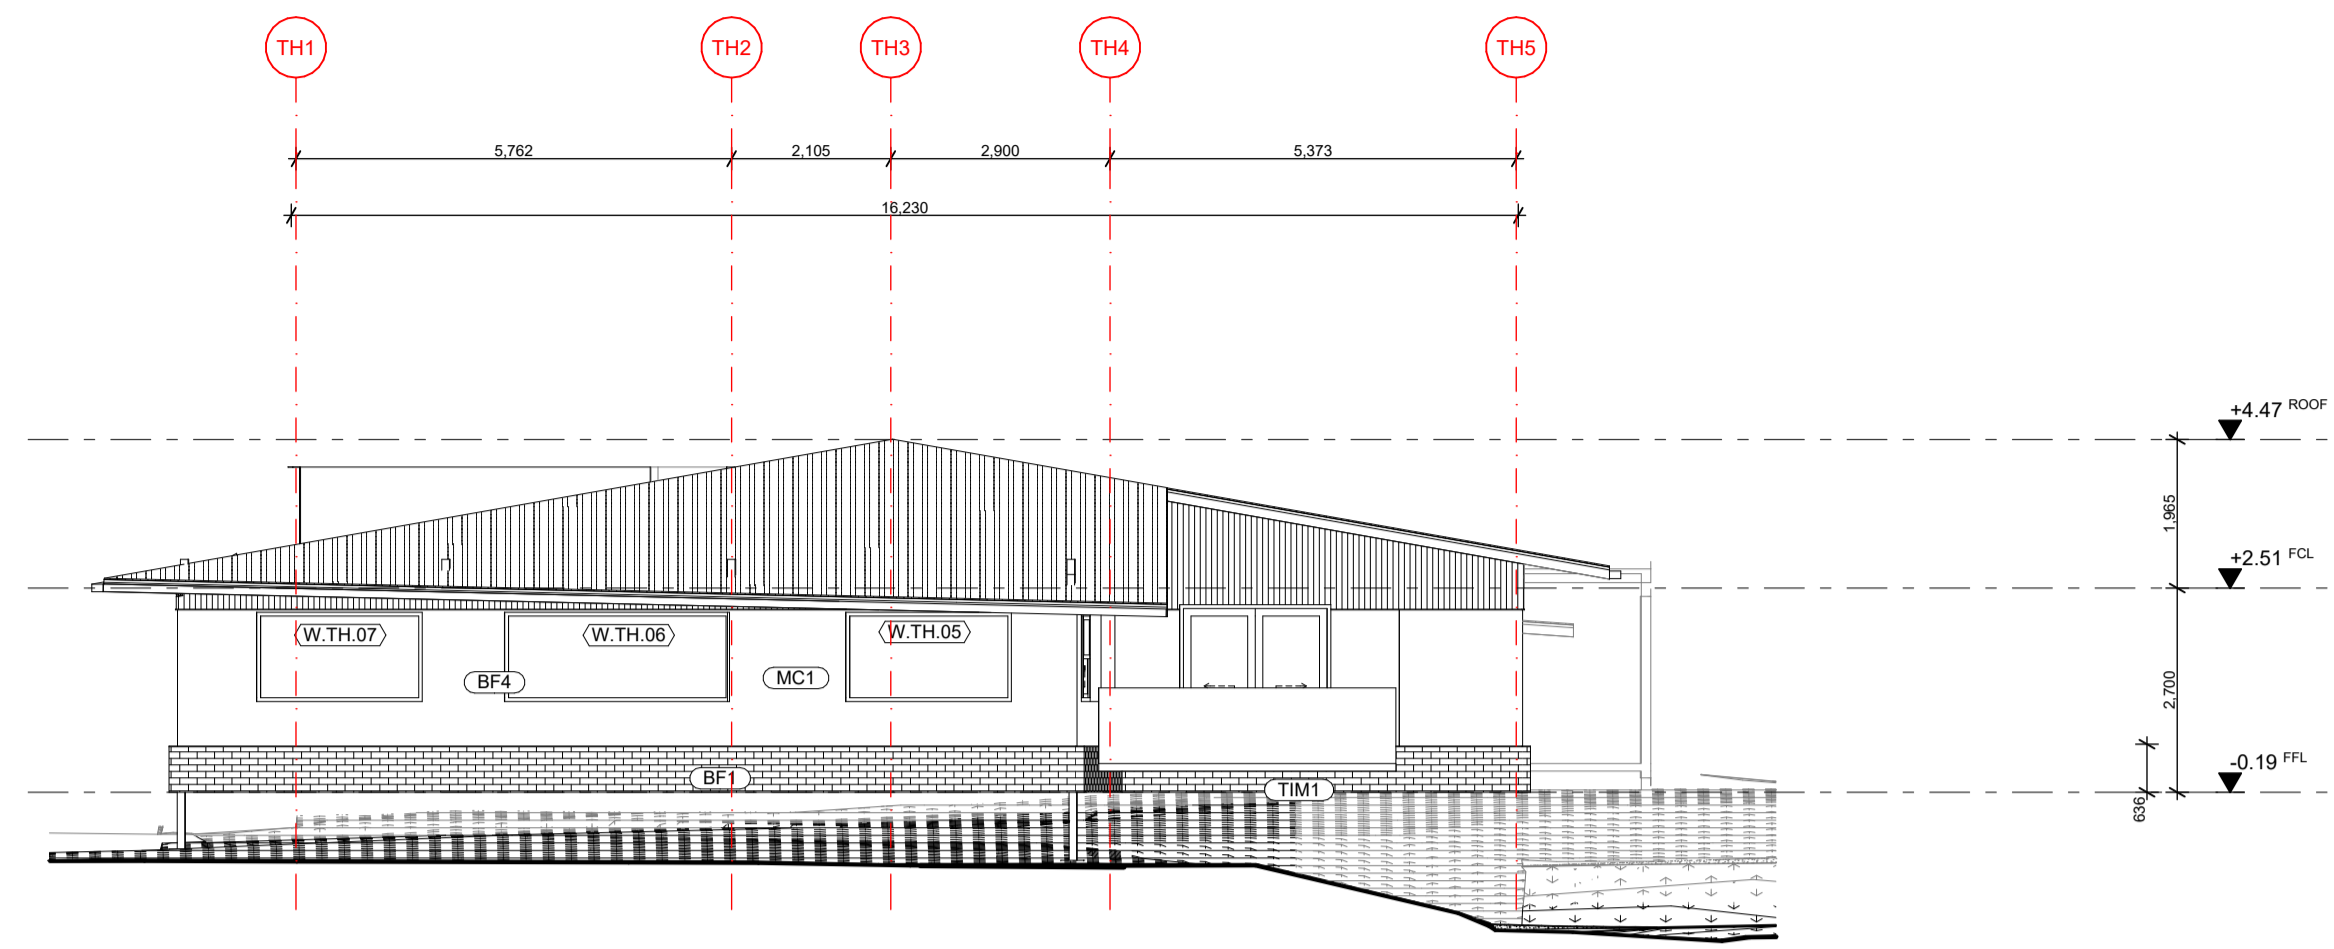 TH1 TH2 TH3 TH4 TH5
5,762 2,105 2,900 5,373
16,230
+4.47 ROOF
1,965
+2.51 FCL
W.TH.07 W.TH.06 W.TH.05
BF4 MC1
2,700
-0.19 FFL
BF1 TIM1
636